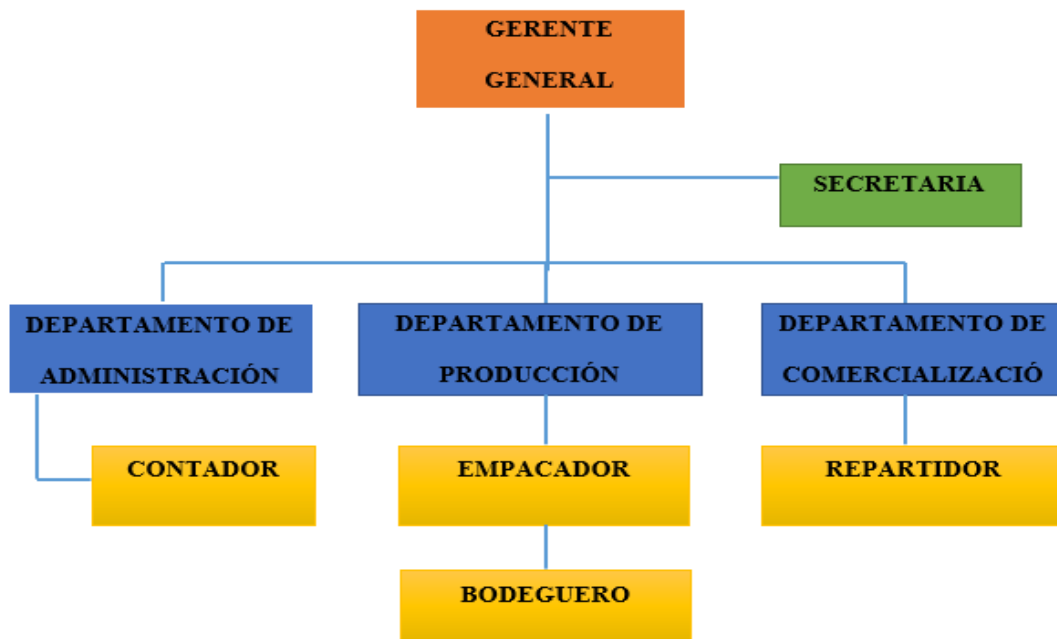 GERENTE
GENERAL
SECRETARIA
DEPARTAMENTO DE
ADMINISTRACIÓN
DEPARTAMENTO DE
PRODUCCIÓN
DEPARTAMENTO DE
COMERCIALIZACIÓ
CONTADOR
EMPACADOR
REPARTIDOR
BODEGUERO